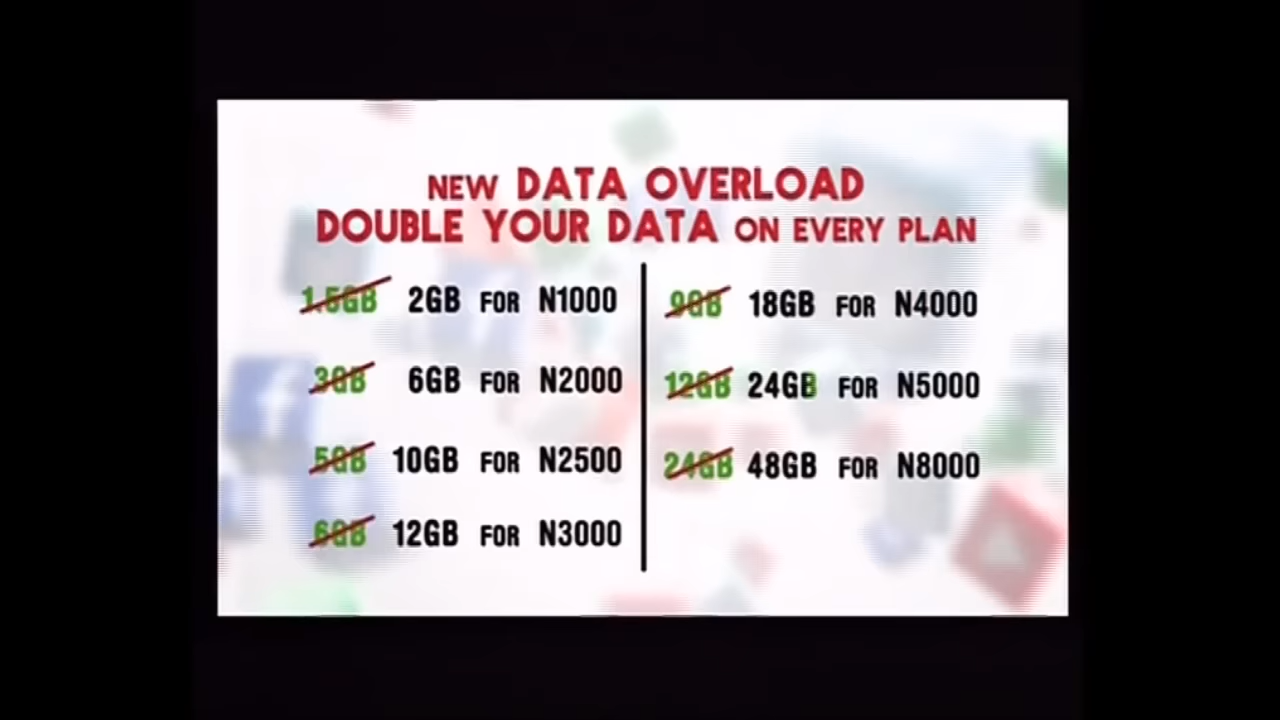 NEW DATA OVERLOAD
DOUBLE YOUR DATA ON EVERY PLAN
1.5GB 2GB FOR N1000
3GB 6GB FOR N2000
5GB 10GB FOR N2500
6GB 12GB FOR N3000
9GB 18GB FOR N4000
12GB 24GB FOR N5000
24GB 48GB FOR N8000